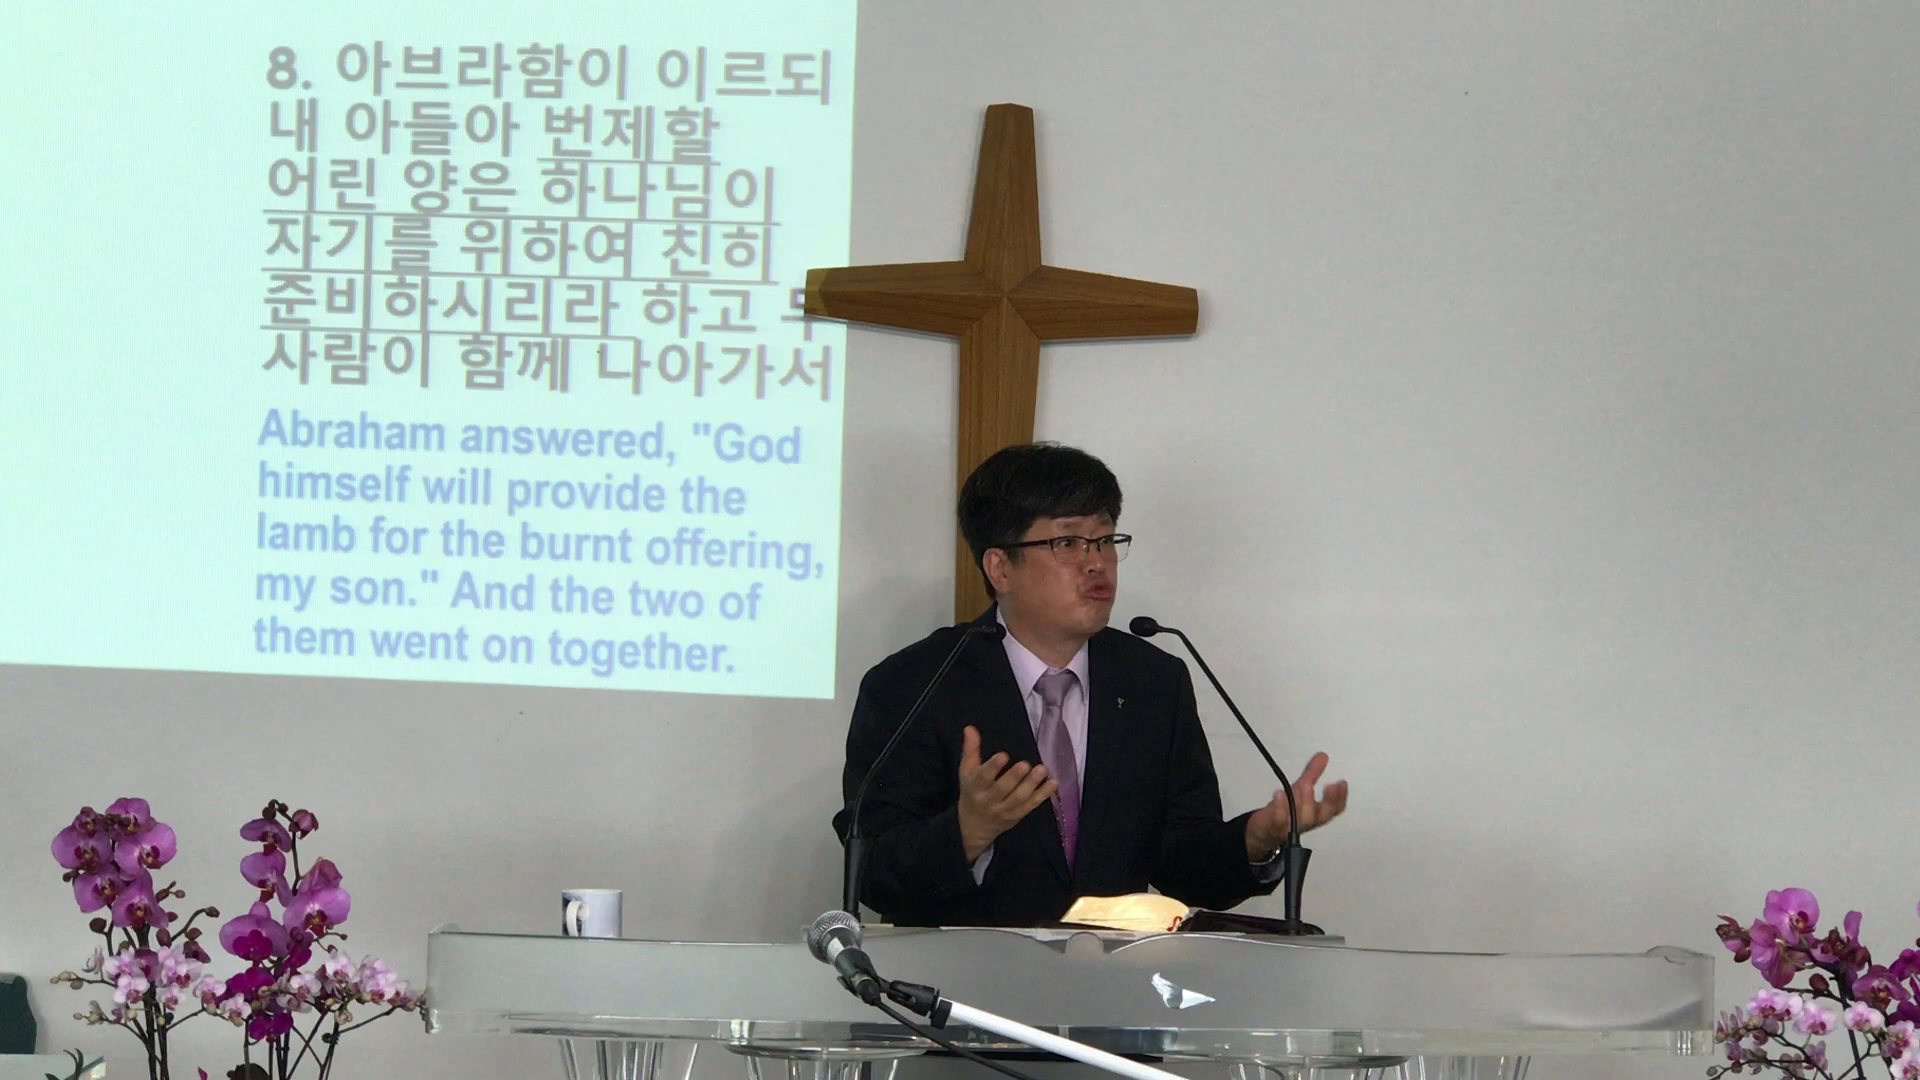 8. 아브라함이 이르되
내 아들아 번제할
어린 양은 하나님이
자기를 위하여 친히
준비하시리라 하고 두
사람이 함께 나아가서
Abraham answered, "God
himself will provide the
lamb for the burnt offering,
my son." And the two of
them went on together.